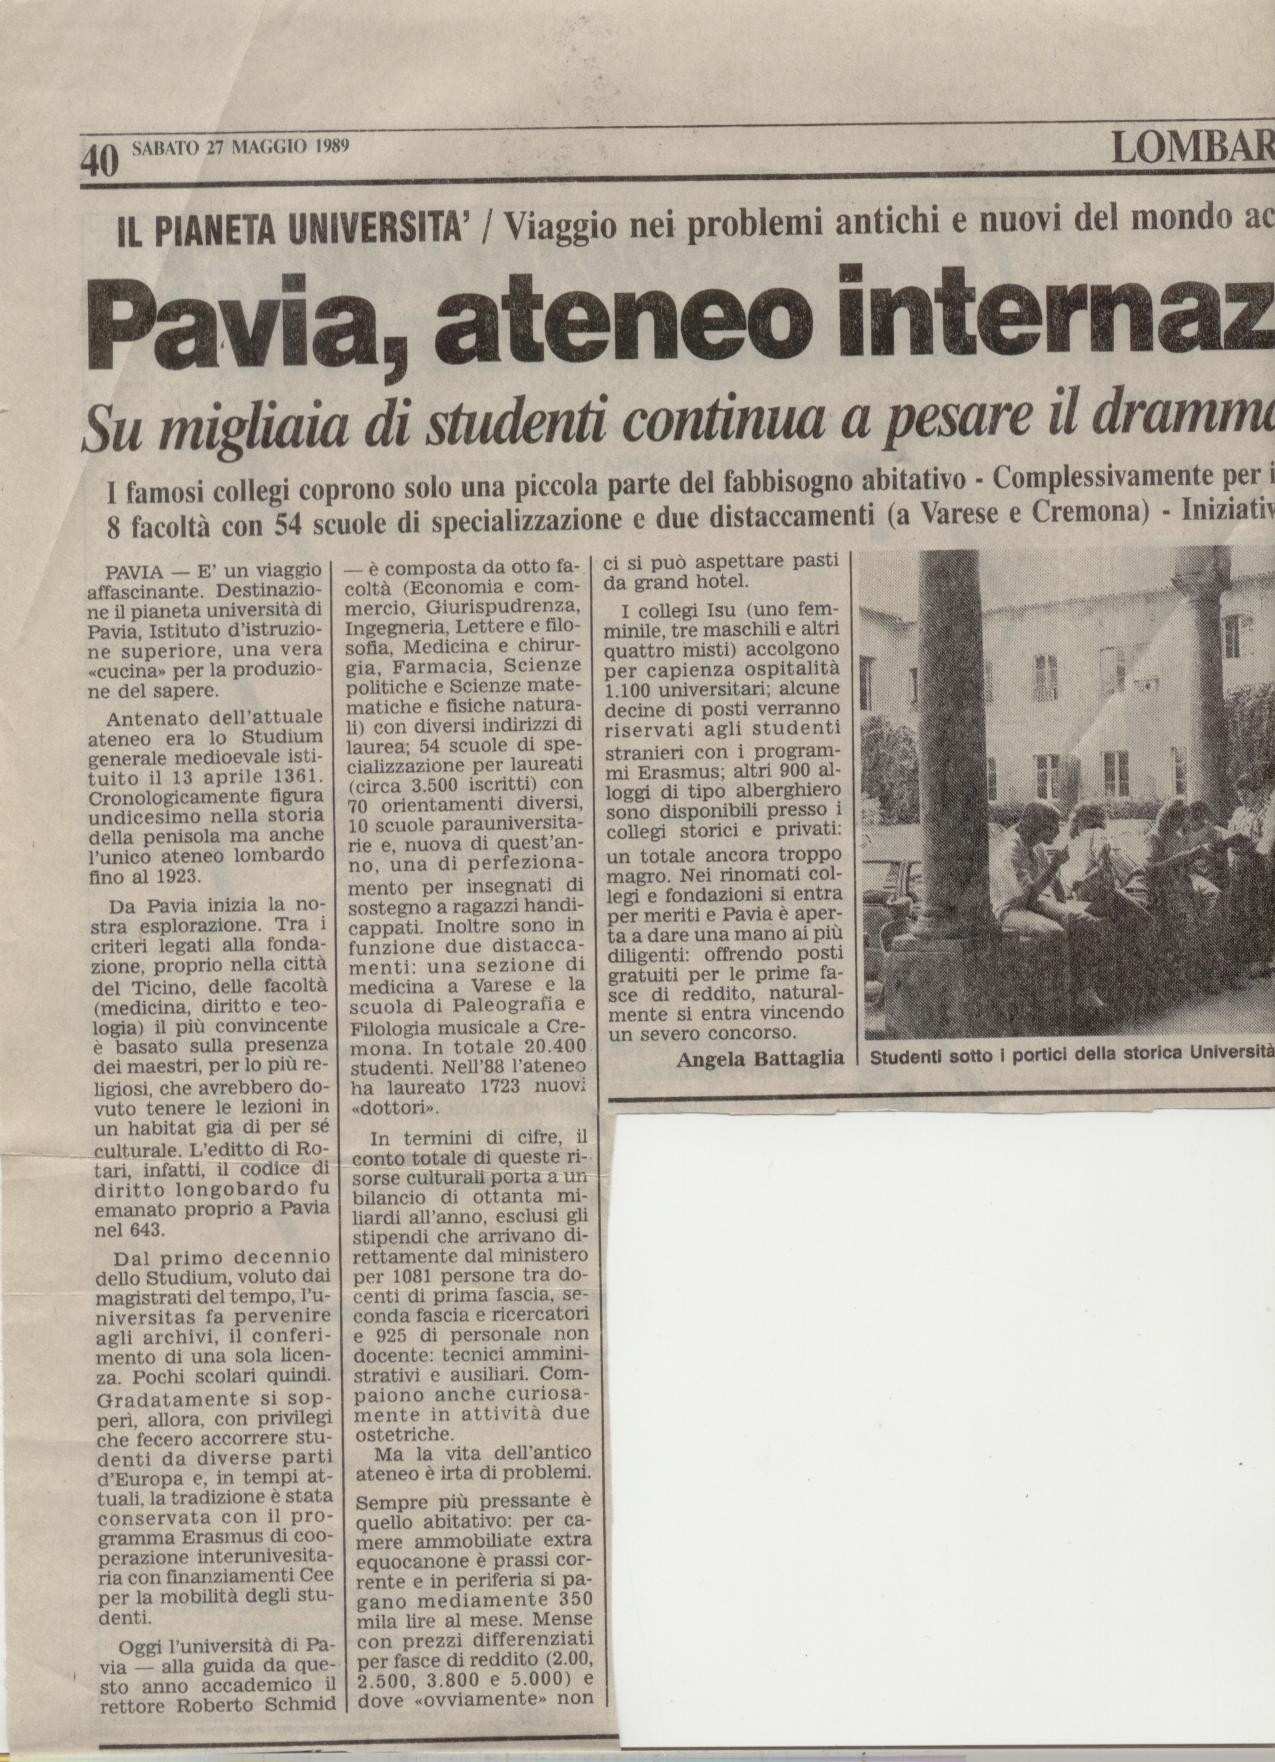 40 SABATO 27 MAGGIO 1989
LOMBAR
IL PIANETA UNIVERSITA' / Viaggio nei problemi antichi e nuovi del mondo ac
Pavia, ateneo internaz
Su migliaia di studenti continua a pesare il dramma
I famosi collegi coprono solo una piccola parte del fabbisogno abitativo - Complessivamente per i
8 facoltà con 54 scuole di specializzazione e due distaccamenti (a Varese e Cremona) - Iniziativ
PAVIA — E' un viaggio
affascinante. Destinazio-
ne il pianeta università di
Pavia, Istituto d'istruzio-
ne superiore, una vera
«cucina» per la produzio-
ne del sapere.
Antenato dell'attuale
ateneo era lo Studium
generale medioevale isti-
tuito il 13 aprile 1361.
Cronologicamente figura
undicesimo nella storia
della penisola ma anche
l'unico ateneo lombardo
fino al 1923.
Da Pavia inizia la no-
stra esplorazione. Tra i
criteri legati alla fonda-
zione, proprio nella città
del Ticino, delle facoltà
(medicina, diritto e teo-
logia) il più convincente
è basato sulla presenza
dei maestri, per lo più re-
ligiosi, che avrebbero do-
vuto tenere le lezioni in
un habitat gia di per sé
culturale. L'editto di Ro-
tari, infatti, il codice di
diritto longobardo fu
emanato proprio a Pavia
nel 643.
Dal primo decennio
dello Studium, voluto dai
magistrati del tempo, l'u-
niversitas fa pervenire
agli archivi, il conferi-
mento di una sola licen-
za. Pochi scolari quindi.
Gradatamente si sop-
perì, allora, con privilegi
che fecero accorrere stu-
denti da diverse parti
d'Europa e, in tempi at-
tuali, la tradizione è stata
conservata con il pro-
gramma Erasmus di coo-
perazione interunivesita-
ria con finanziamenti Cee
per la mobilità degli stu-
denti.
Oggi l'università di Pa-
via — alla guida da que-
sto anno accademico il
rettore Roberto Schmid
— è composta da otto fa-
coltà (Economia e com-
mercio, Giurispudrenza,
Ingegneria, Lettere e filo-
sofia, Medicina e chirur-
gia, Farmacia, Scienze
politiche e Scienze mate-
matiche e fisiche natura-
li) con diversi indirizzi di
laurea; 54 scuole di spe-
cializzazione per laureati
(circa 3.500 iscritti) con
70 orientamenti diversi,
10 scuole parauniversita-
rie e, nuova di quest'an-
no, una di perfeziona-
mento per insegnati di
sostegno a ragazzi handi-
cappati. Inoltre sono in
funzione due distacca-
menti: una sezione di
medicina a Varese e la
scuola di Paleografia e
Filologia musicale a Cre-
mona. In totale 20.400
studenti. Nell'88 l'ateneo
ha laureato 1723 nuovi
«dottori».
In termini di cifre, il
conto totale di queste ri-
sorse culturali porta a un
bilancio di ottanta mi-
liardi all'anno, esclusi gli
stipendi che arrivano di-
rettamente dal ministero
per 1081 persone tra do-
centi di prima fascia, se-
conda fascia e ricercatori
e 925 di personale non
docente: tecnici ammini-
strativi e ausiliari. Com-
paiono anche curiosa-
mente in attività due
ostetriche.
Ma la vita dell'antico
ateneo è irta di problemi.
Sempre più pressante è
quello abitativo: per ca-
mere ammobiliate extra
equocanone è prassi cor-
rente e in periferia si pa-
gano mediamente 350
mila lire al mese. Mense
con prezzi differenziati
per fasce di reddito (2.00,
2.500, 3.800 e 5.000) e
dove «ovviamente» non
ci si può aspettare pasti
da grand hotel.
I collegi Isu (uno fem-
minile, tre maschili e altri
quattro misti) accolgono
per capienza ospitalità
1.100 universitari; alcune
decine di posti verranno
riservati agli studenti
stranieri con i program-
mi Erasmus; altri 900 al-
loggi di tipo alberghiero
sono disponibili presso i
collegi storici e privati:
un totale ancora troppo
magro. Nei rinomati col-
legi e fondazioni si entra
per meriti e Pavia è aper-
ta a dare una mano ai più
diligenti: offrendo posti
gratuiti per le prime fa-
sce di reddito, natural-
mente si entra vincendo
un severo concorso.
Angela Battaglia
Studenti sotto i portici della storica Università